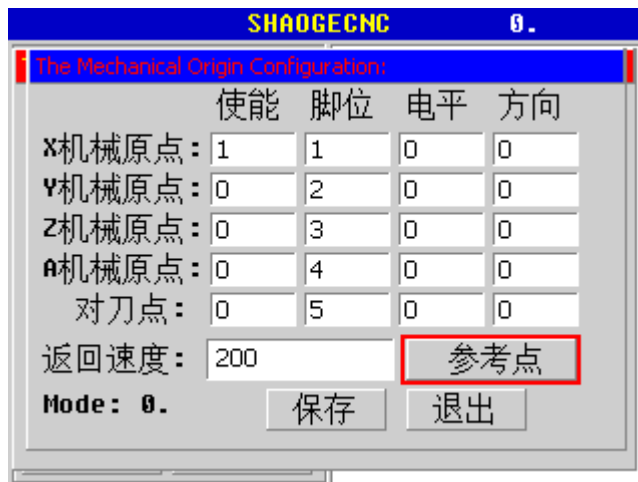 SHAOGECNC 0.
The Mechanical Origin Configuration:
使能 脚位 电平 方向
X机械原点: 1 1 0 0
Y机械原点: 0 2 0 0
Z机械原点: 0 3 0 0
A机械原点: 0 4 0 0
对刀点: 0 5 0 0
返回速度: 200 参考点
Mode: 0. 保存 退出